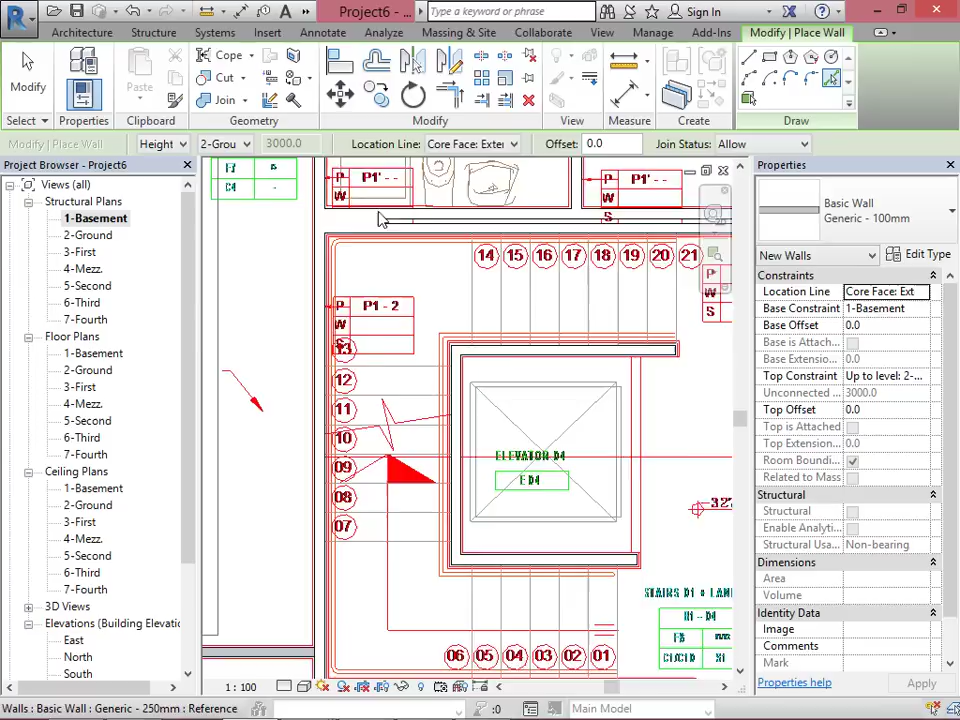 Project6 - ...
Type a keyword or phrase
Sign In
Architecture
Structure
Systems
Insert
Annotate
Analyze
Massing & Site
Collaborate
View
Manage
Add-Ins
Modify | Place Wall
Modify
Paste
Cope
Cut
Join
Select
Properties
Clipboard
Geometry
Modify
View
Measure
Create
Draw
Modify | Place Wall
Height
2-Grou
3000.0
Location Line:
Core Face: Exter
Offset: 0.0
Join Status: Allow
Project Browser - Project6
Views (all)
Structural Plans
1-Basement
2-Ground
3-First
4-Mezz.
5-Second
6-Third
7-Fourth
Floor Plans
1-Basement
2-Ground
3-First
4-Mezz.
5-Second
6-Third
7-Fourth
Ceiling Plans
1-Basement
2-Ground
3-First
4-Mezz.
5-Second
6-Third
7-Fourth
3D Views
Elevations (Building Elevatio
East
North
South
P P1' - -
W
P P1' - -
W
S
14 15 16 17 18 19 20 21
P P1 - 2
W
S
P
W
S
13
12
11
10
09
08
07
ELEVATOR D4
E D4
06 05 04 03 02 01
1 : 100
Properties
Basic Wall
Generic - 100mm
New Walls
Edit Type
Constraints
Location Line Core Face: Ext
Base Constraint 1-Basement
Base Offset 0.0
Base is Attach...
Base Extensio...
Top Constraint Up to level: 2-...
Unconnected ... 3000.0
Top Offset 0.0
Top is Attached
Top Extension... 0.0
Room Boundi...
Related to Mass
Structural
Structural
Enable Analyti...
Structural Usa... Non-bearing
Dimensions
Area
Volume
Identity Data
Image
Comments
Mark
Properties help
Apply
Walls : Basic Wall : Generic - 250mm : Reference
:0
Main Model